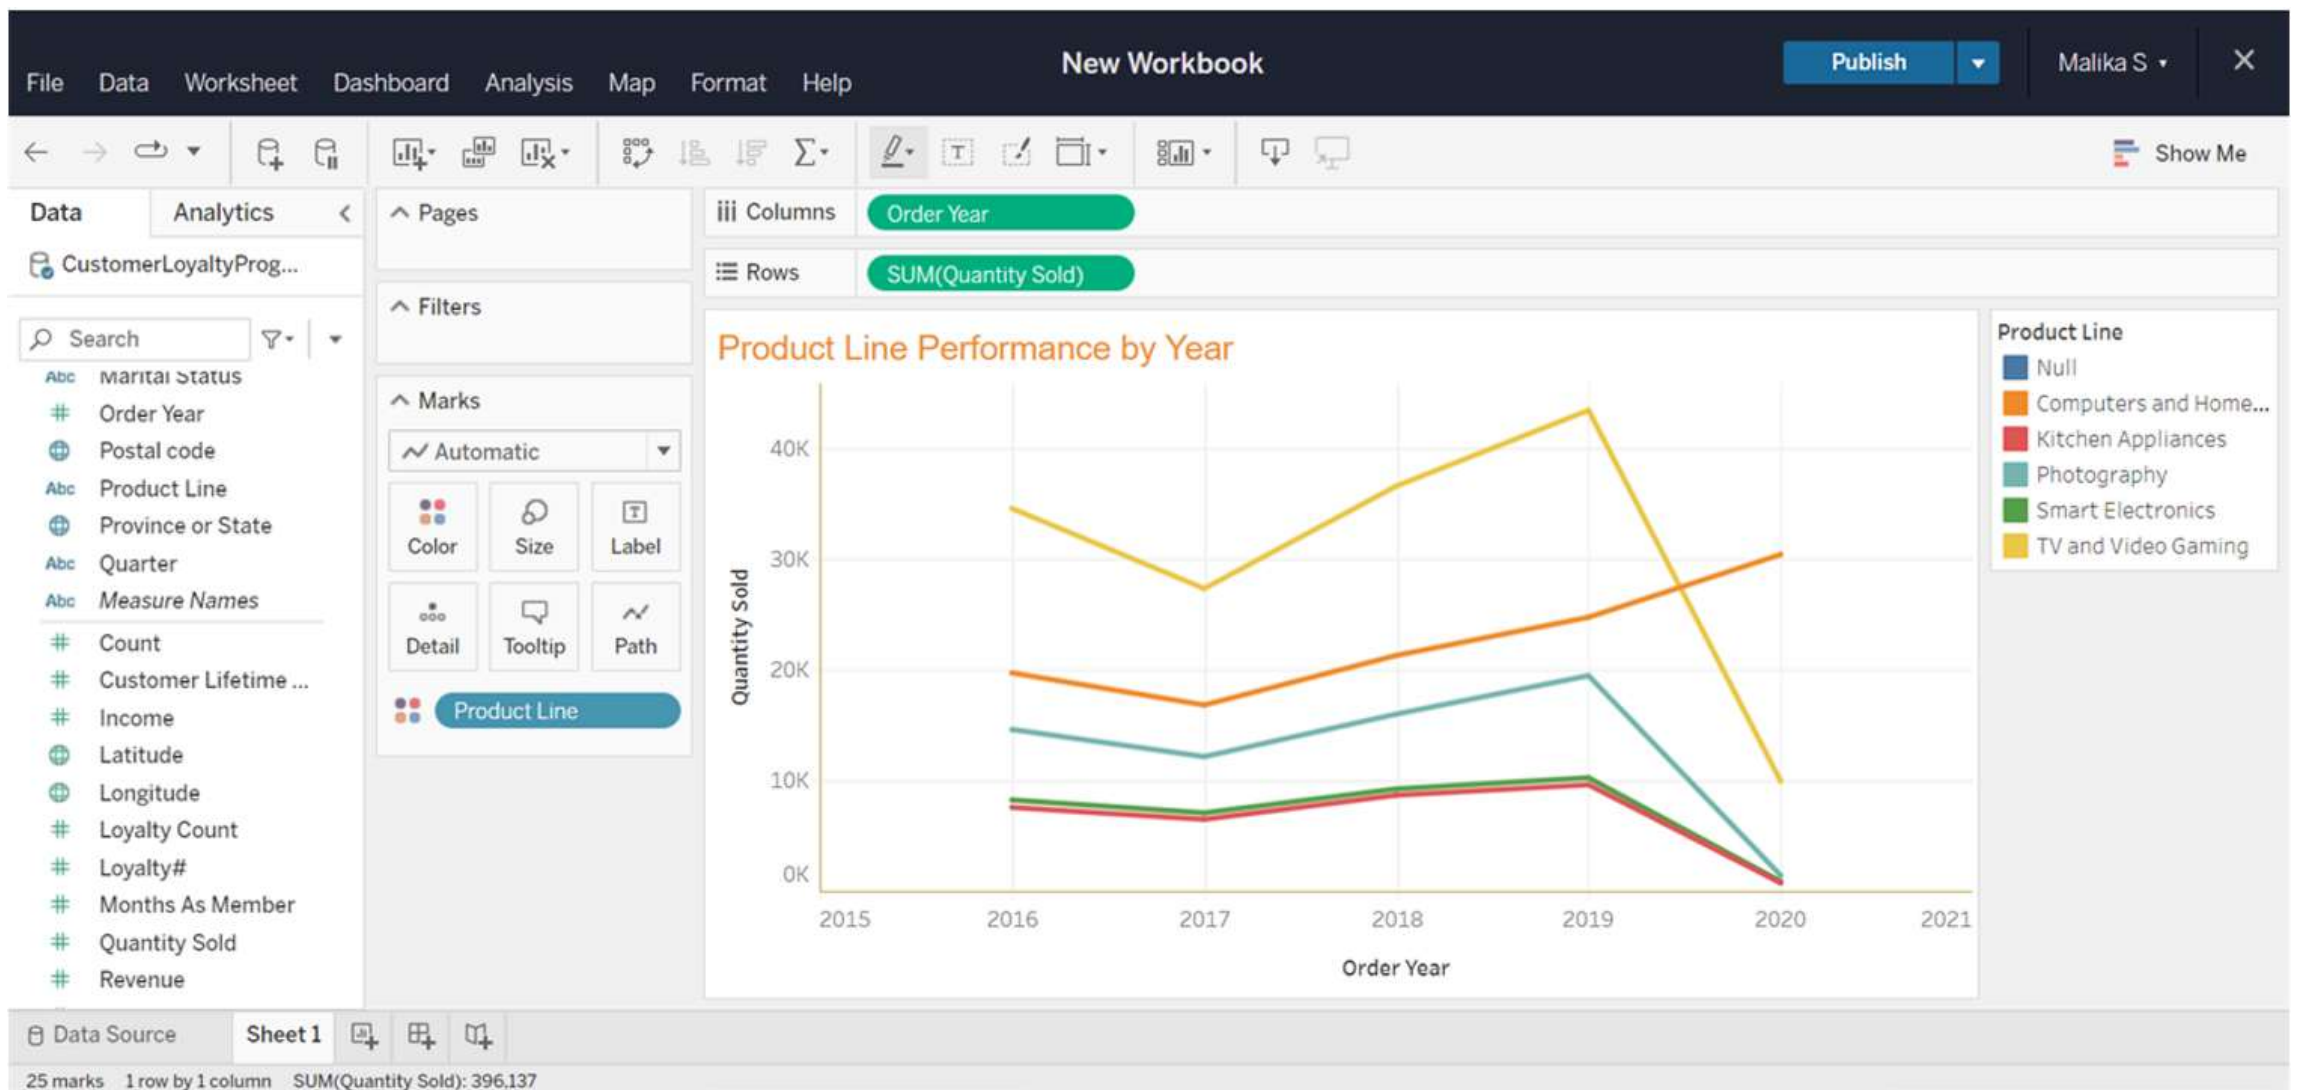 New Workbook
Publish
Malika S
File Data Worksheet Dashboard Analysis Map Format Help
Show Me
Data Analytics
CustomerLoyaltyProg...
Search
Abc Marital Status
Order Year
Postal code
Abc Product Line
Province or State
Abc Quarter
Abc Measure Names
Count
Customer Lifetime ...
Income
Latitude
Longitude
Loyalty Count
Loyalty#
Months As Member
Quantity Sold
Revenue
Pages
Filters
Marks
Automatic
Color Size Label
Detail Tooltip Path
Product Line
Columns Order Year
Rows SUM(Quantity Sold)
Product Line Performance by Year
Quantity Sold
40K
30K
20K
10K
0K
2015 2016 2017 2018 2019 2020 2021
Order Year
Product Line
Null
Computers and Home...
Kitchen Appliances
Photography
Smart Electronics
TV and Video Gaming
Data Source Sheet 1
25 marks 1 row by 1 column SUM(Quantity Sold): 396,137